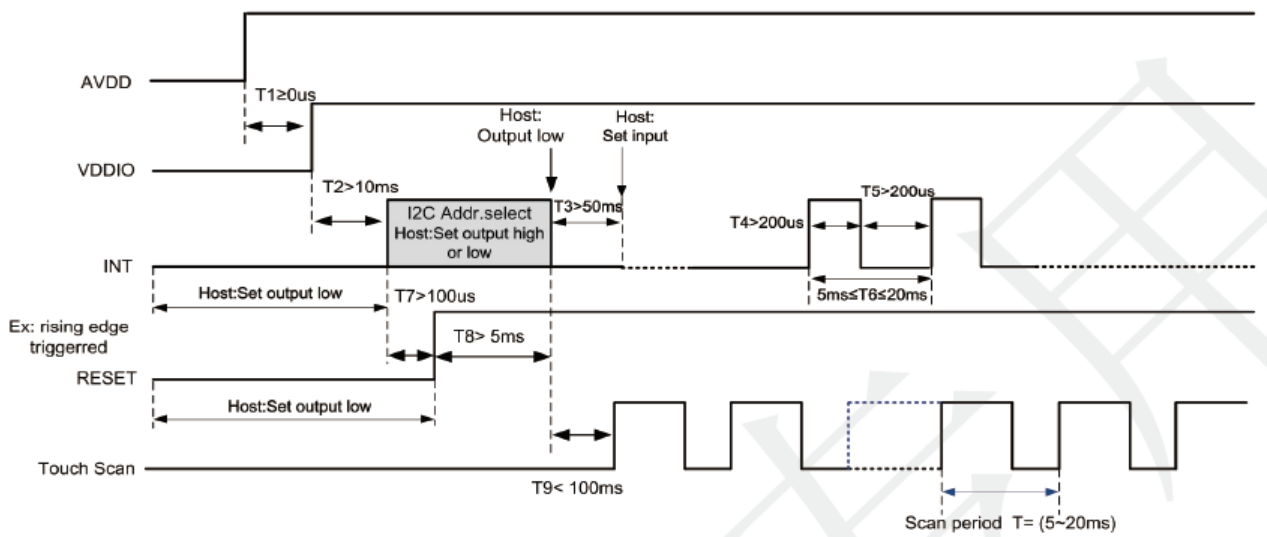 AVDD
T1≥0us
VDDIO
Host:
Output low
Host:
Set input
T2>10ms
I2C Addr.select
Host:Set output high
or low
T3>50ms
T4>200us
T5>200us
INT
Host:Set output low
5ms≤T6≤20ms
T7>100us
Ex: rising edge
triggerred
T8> 5ms
RESET
Host:Set output low
Touch Scan
T9< 100ms
Scan period T= (5~20ms)